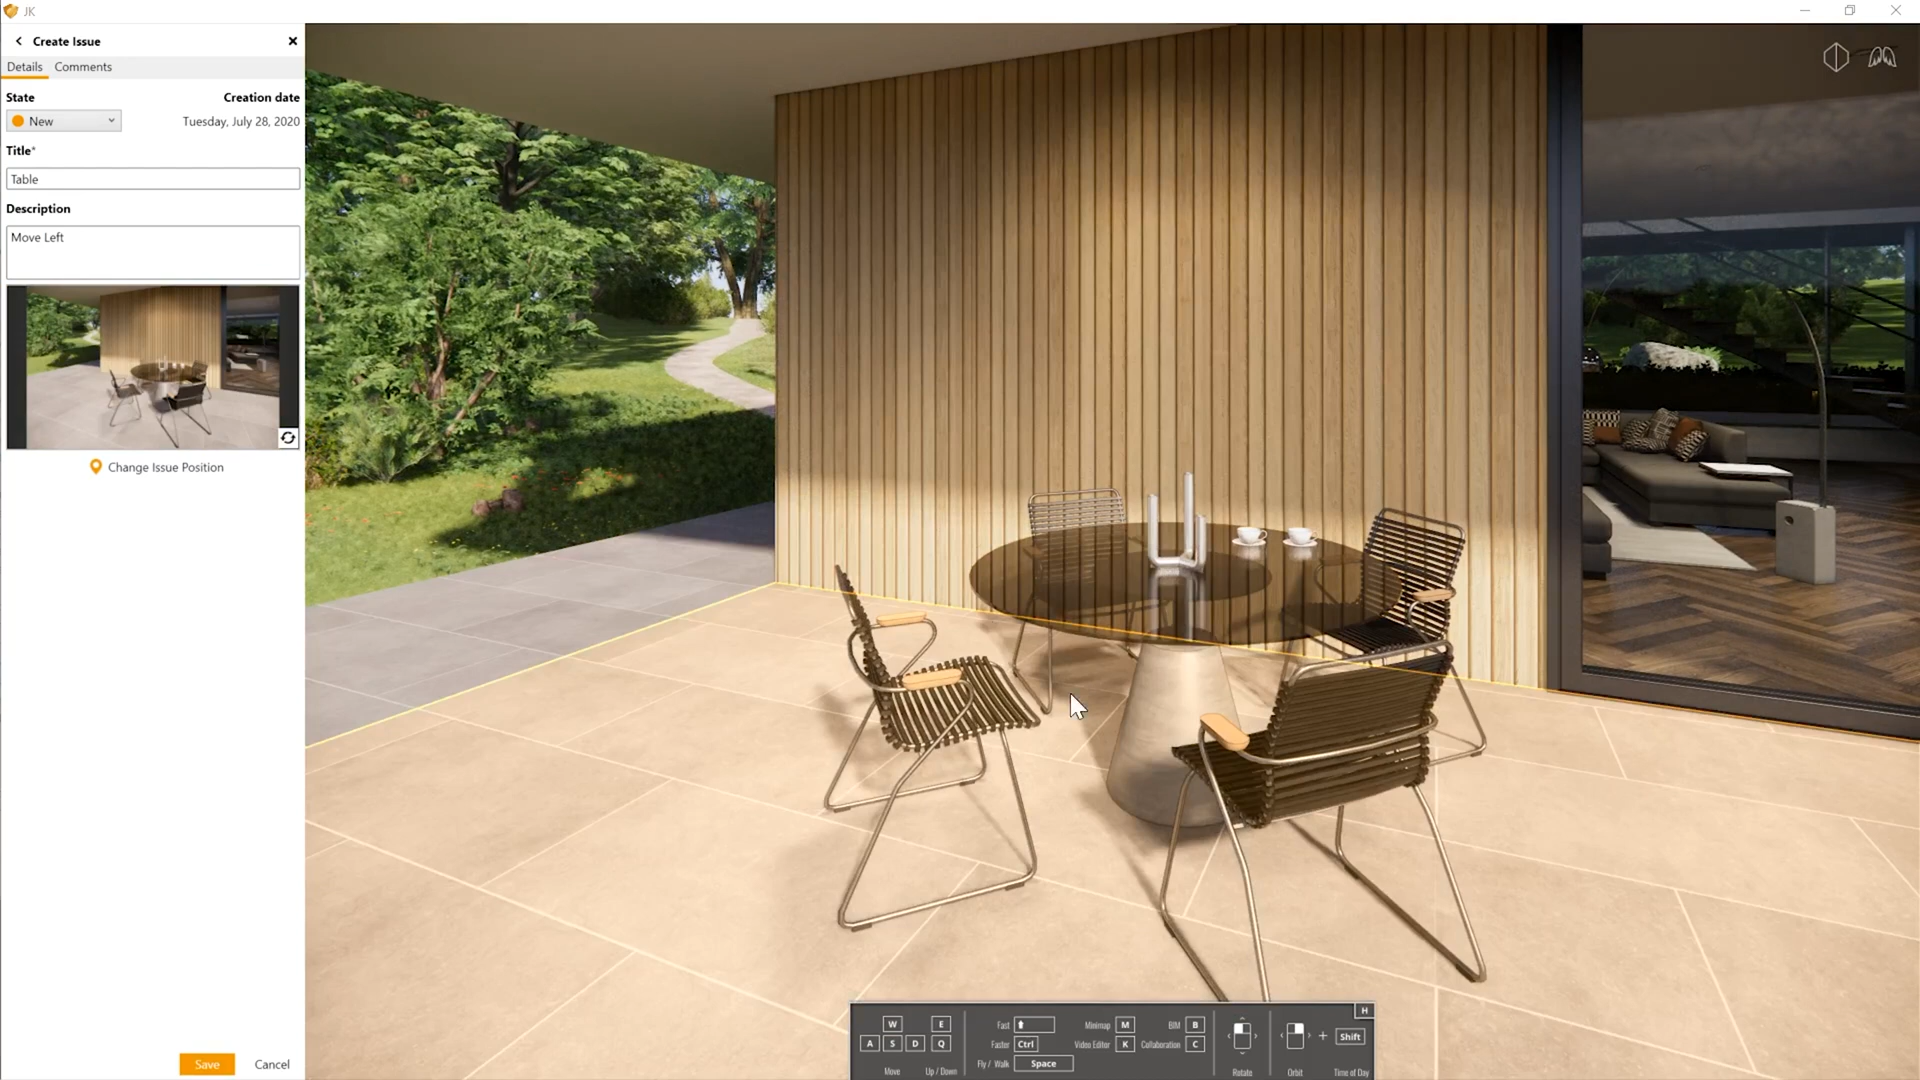 JK
Create Issue
Details Comments
State Creation date
New Tuesday, July 28, 2020
Title*
Table
Description
Move Left
Change Issue Position
Save Cancel
H
W E Fast Minimap M BIM B
A S D Q Faster Ctrl Video Editor K Collaboration C + Shift
Fly / Walk Space
Move Up / Down Rotate Orbit Time of Day